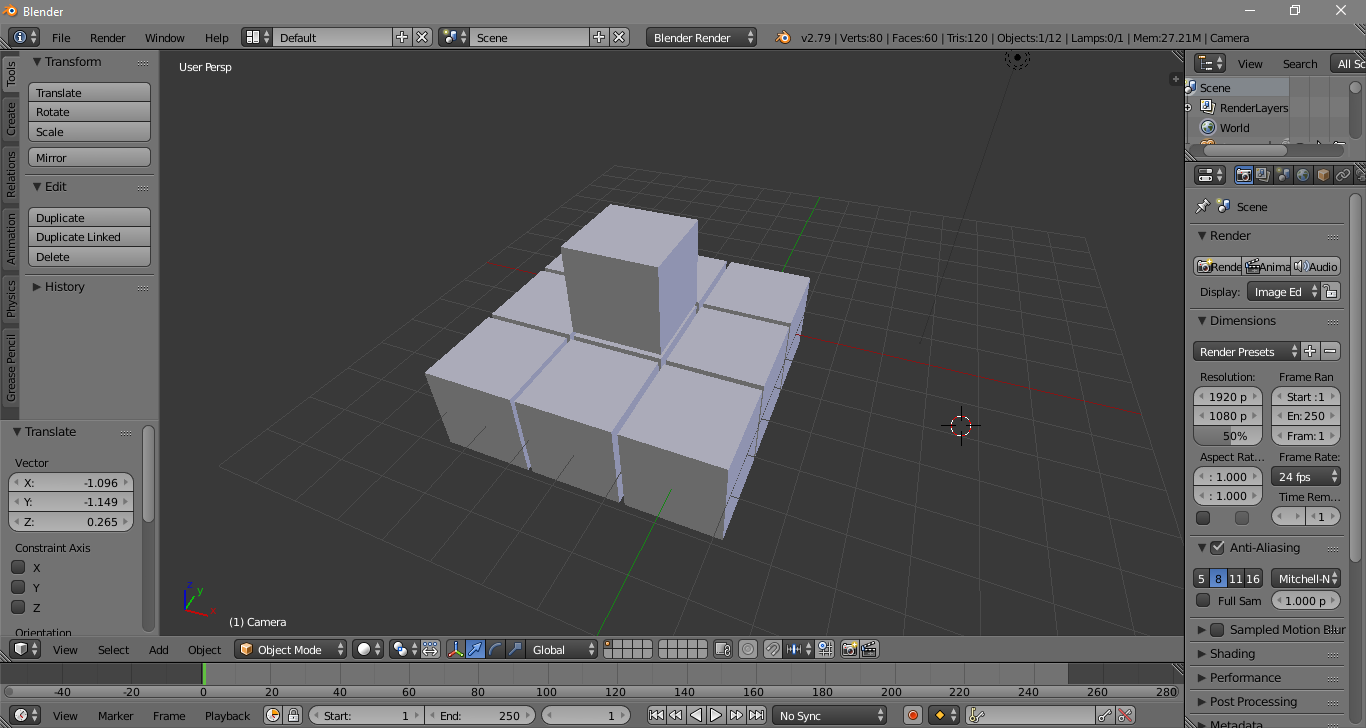 Blender
File Render Window Help Default Scene Blender Render v2.79 | Verts:80 | Faces:60 | Tris:120 | Objects:1/12 | Lamps:0/1 | Mem:27.21M | Camera
Tools
Create
Relations
Animation
Physics
Grease Pencil
Transform
Translate
Rotate
Scale
Mirror
Edit
Duplicate
Duplicate Linked
Delete
History
Translate
Vector
X: -1.096
Y: -1.149
Z: 0.265
Constraint Axis
X
Y
Z
Orientation
User Persp
z
y
x
(1) Camera
View Select Add Object Object Mode Global
View Search All Sc
Scene
RenderLayers
World
Scene
Render
Rende Anima Audio
Display: Image Ed
Dimensions
Render Presets
Resolution: Frame Ran
1920 p Start :1
1080 p En: 250
50% Fram: 1
Aspect Rat... Frame Rate:
: 1.000 24 fps
: 1.000 Time Rem...
1
Anti-Aliasing
5 8 11 16 Mitchell-N
Full Sam 1.000 p
Sampled Motion Blur
Shading
Performance
Post Processing
Metadata
-40 -20 0 20 40 60 80 100 120 140 160 180 200 220 240 260 280
View Marker Frame Playback Start: 1 End: 250 1 No Sync